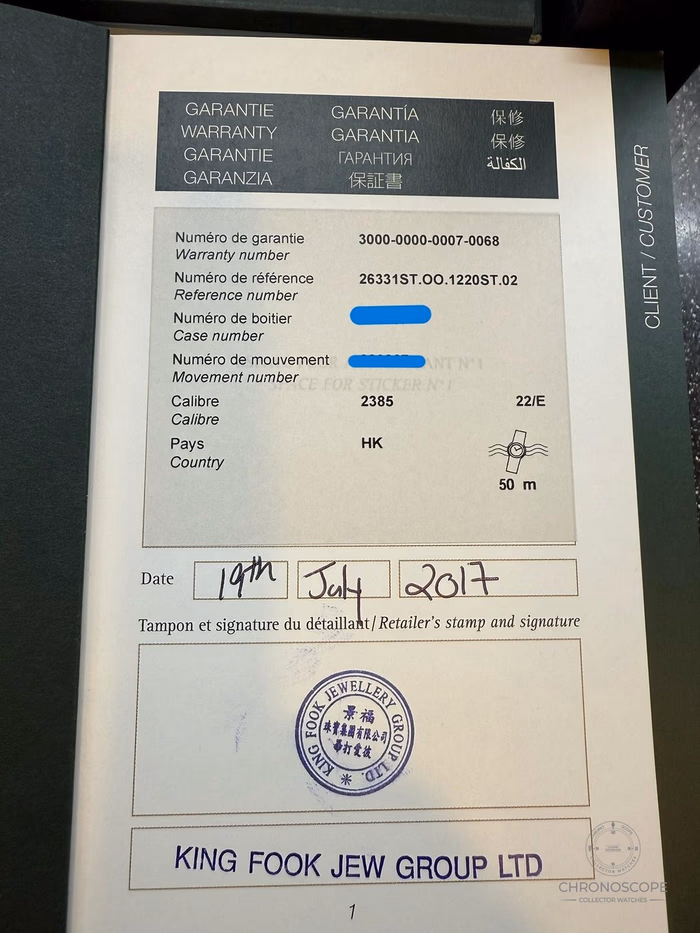 GARANTIE GARANTÍA 保修
WARRANTY GARANTIA 保修
GARANTIE ГАРАНТИЯ الكفالة
GARANZIA 保証書
CLIENT / CUSTOMER
Numéro de garantie 3000-0000-0007-0068
Warranty number
Numéro de référence 26331ST.OO.1220ST.02
Reference number
Numéro de boitier
Case number
Numéro de mouvement
Movement number
SPACE FOR STICKER N°1
Calibre 2385 22/E
Calibre
Pays HK
Country
50 m
Date 19th July 2017
Tampon et signature du détaillant/Retailer's stamp and signature
KING FOOK JEWELLERY GROUP LTD.
景福
珠寶集團有限公司
KING FOOK JEW GROUP LTD
1
CHRONOSCOPE
COLLECTOR WATCHES